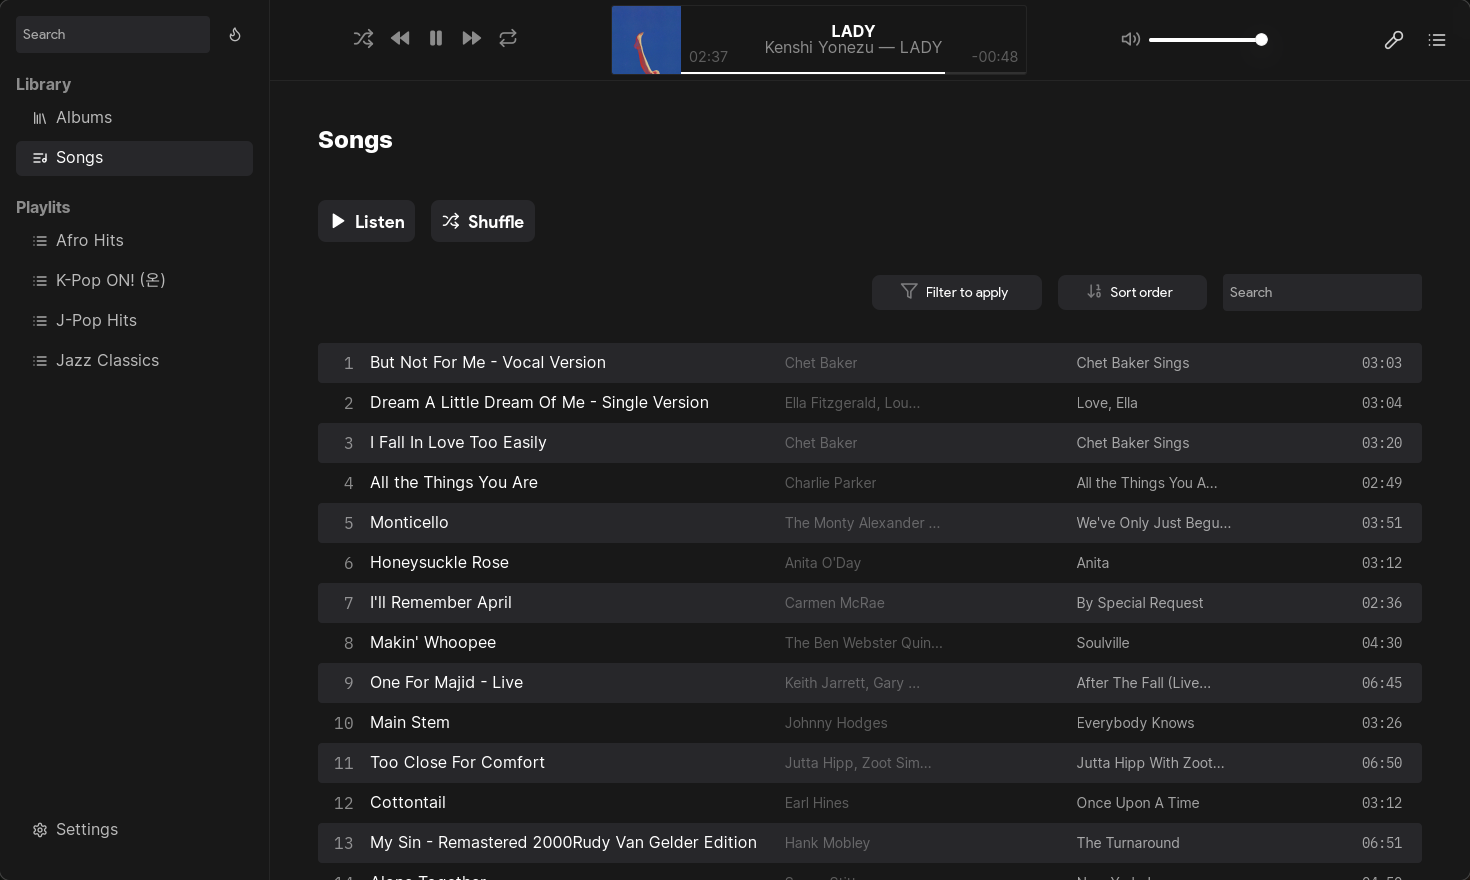 Search
Library
Albums
Songs
Playlits
Afro Hits
K-Pop ON! (온)
J-Pop Hits
Jazz Classics
Settings
LADY
Kenshi Yonezu — LADY
02:37
-00:48
Songs
Listen
Shuffle
Filter to apply
Sort order
Search
1 But Not For Me - Vocal Version Chet Baker Chet Baker Sings 03:03
2 Dream A Little Dream Of Me - Single Version Ella Fitzgerald, Lou... Love, Ella 03:04
3 I Fall In Love Too Easily Chet Baker Chet Baker Sings 03:20
4 All the Things You Are Charlie Parker All the Things You A... 02:49
5 Monticello The Monty Alexander ... We've Only Just Begu... 03:51
6 Honeysuckle Rose Anita O'Day Anita 03:12
7 I'll Remember April Carmen McRae By Special Request 02:36
8 Makin' Whoopee The Ben Webster Quin... Soulville 04:30
9 One For Majid - Live Keith Jarrett, Gary ... After The Fall (Live... 06:45
10 Main Stem Johnny Hodges Everybody Knows 03:26
11 Too Close For Comfort Jutta Hipp, Zoot Sim... Jutta Hipp With Zoot... 06:50
12 Cottontail Earl Hines Once Upon A Time 03:12
13 My Sin - Remastered 2000Rudy Van Gelder Edition Hank Mobley The Turnaround 06:51
14 Alone Together